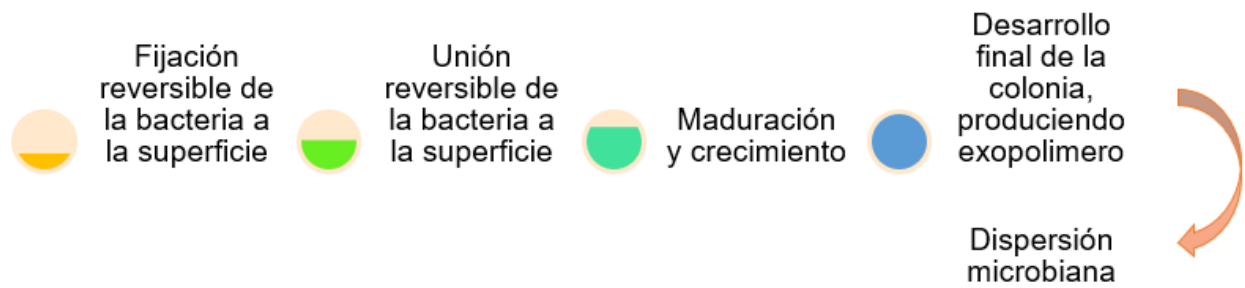 Fijación
reversible de
la bacteria a
la superficie
Unión
reversible de
la bacteria a
la superficie
Maduración
y crecimiento
Desarrollo
final de la
colonia,
produciendo
exopolimero
Dispersión
microbiana